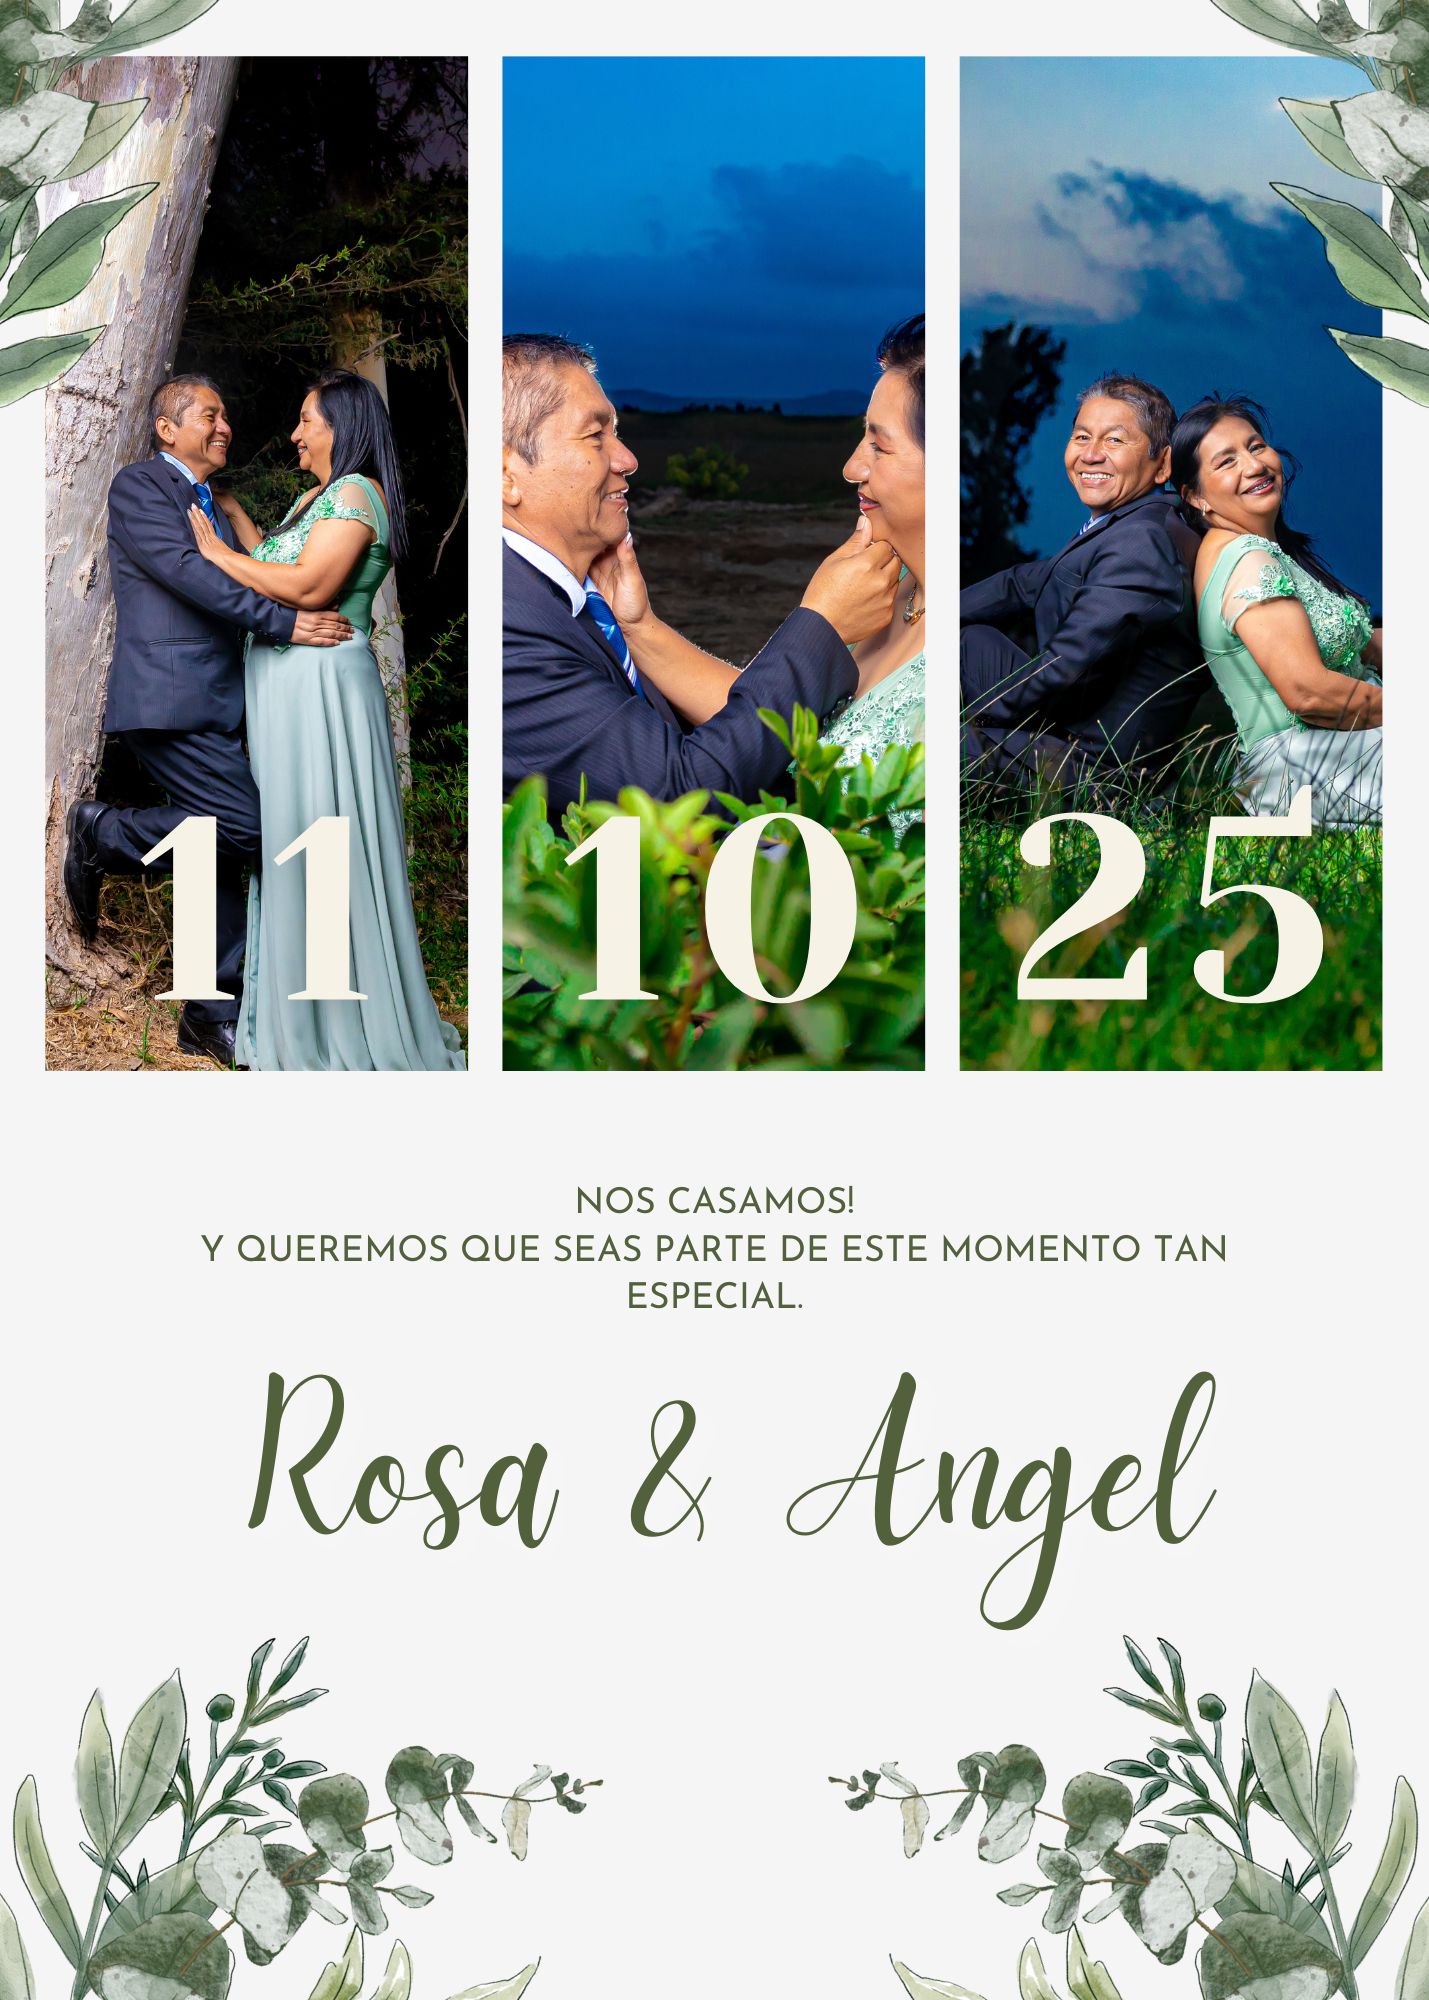 11 10 25
NOS CASAMOS!
Y QUEREMOS QUE SEAS PARTE DE ESTE MOMENTO TAN
ESPECIAL.
Rosa & Angel